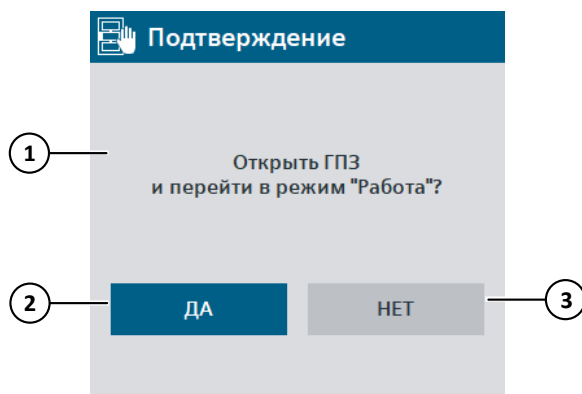 Подтверждение
1
Открыть ГПЗ
и перейти в режим "Работа"?
2
ДА
НЕТ
3